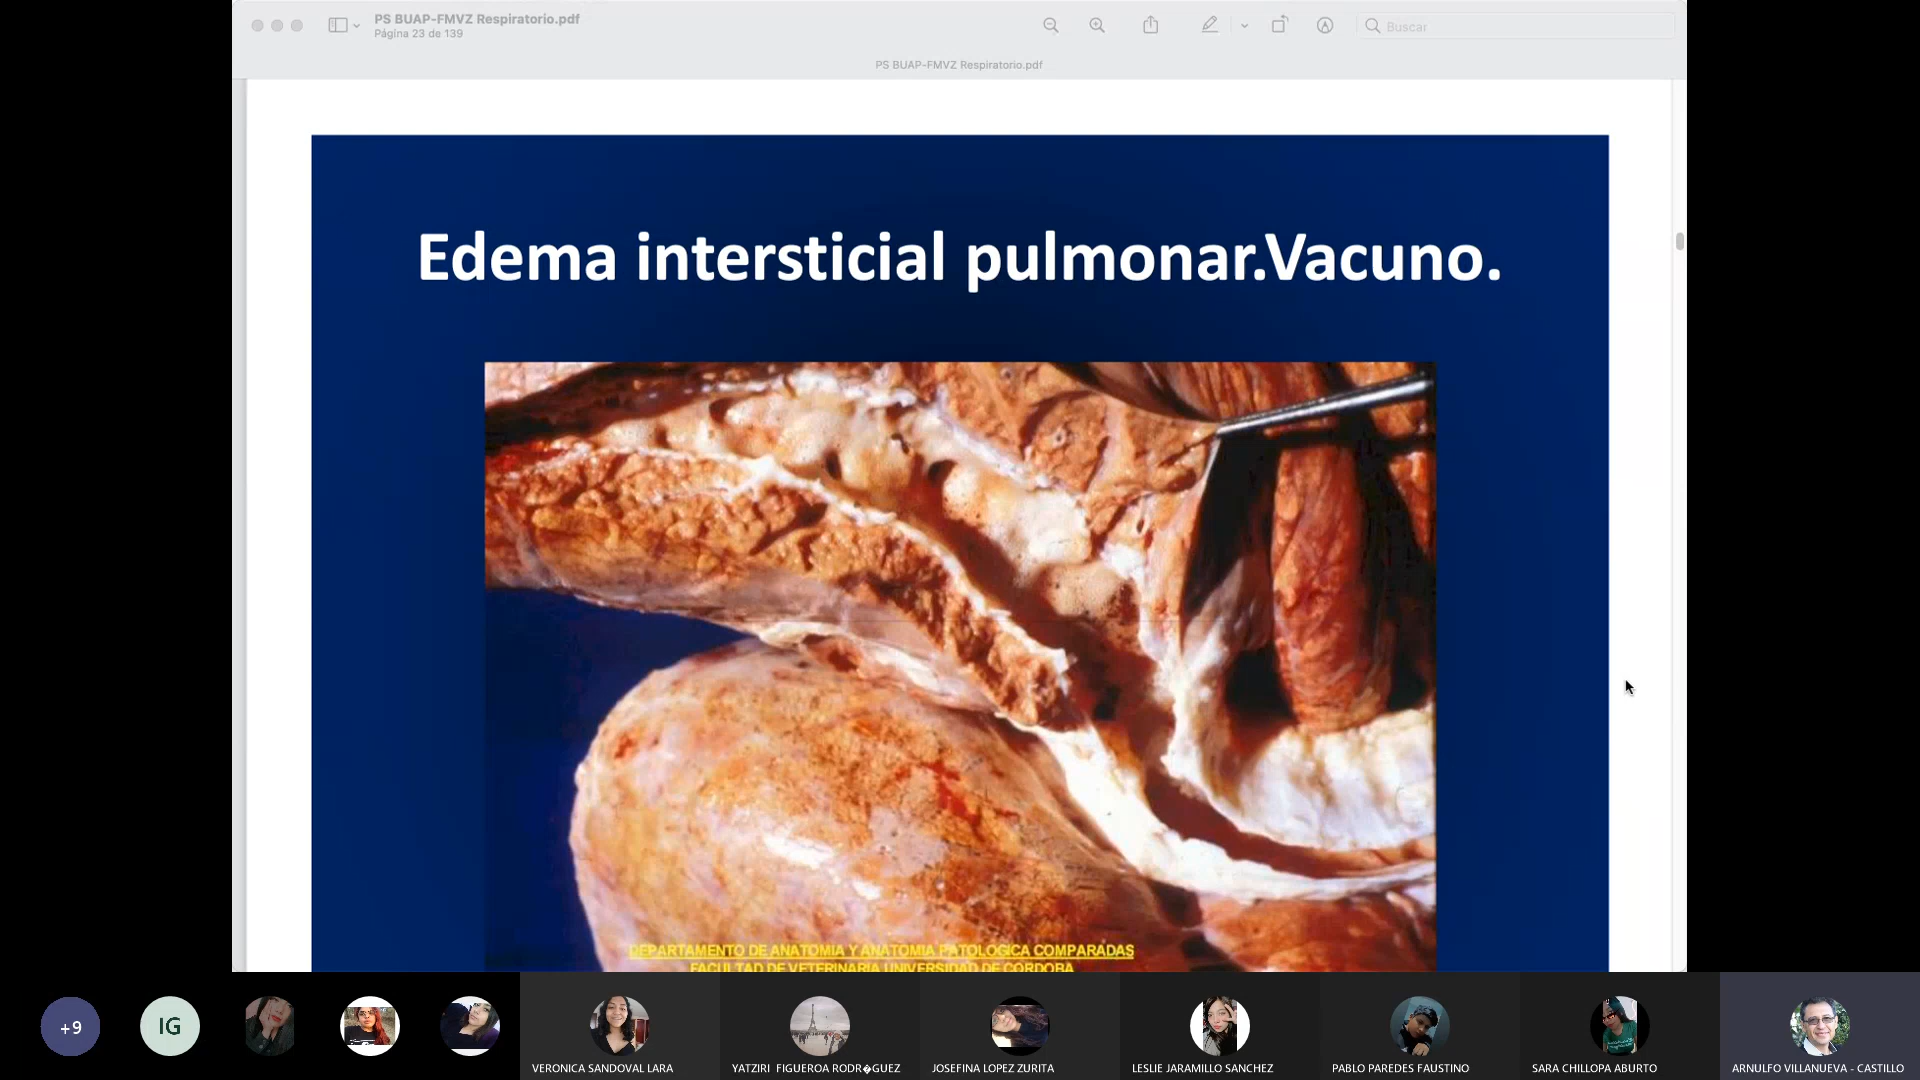 PS BUAP-FMVZ Respiratorio.pdf
Página 23 de 139
Buscar
PS BUAP-FMVZ Respiratorio.pdf
Edema intersticial pulmonar.Vacuno.
DEPARTAMENTO DE ANATOMIA Y ANATOMIA PATOLOGICA COMPARADAS
FACULTAD DE VETERINARIA UNIVERSIDAD DE CORDOBA
+9
IG
VERONICA SANDOVAL LARA
YATZIRI FIGUEROA RODR�GUEZ
JOSEFINA LOPEZ ZURITA
LESLIE JARAMILLO SANCHEZ
PABLO PAREDES FAUSTINO
SARA CHILLOPA ABURTO
ARNULFO VILLANUEVA - CASTILLO